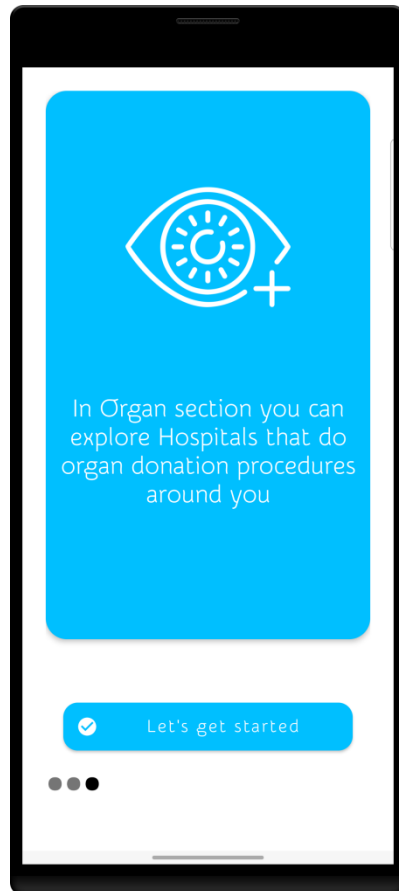 In Organ section you can
explore Hospitals that do
organ donation procedures
around you
Let's get started